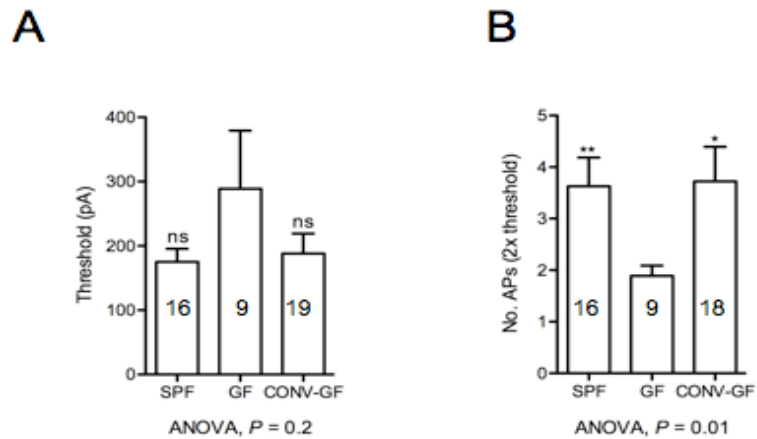 A
Threshold (pA)
400
300
200
100
0
ns
ns
16
9
19
SPF
GF
CONV-GF
ANOVA, P = 0.2
B
No. APs (2x threshold)
5
4
3
2
1
0
**
*
16
9
18
SPF
GF
CONV-GF
ANOVA, P = 0.01